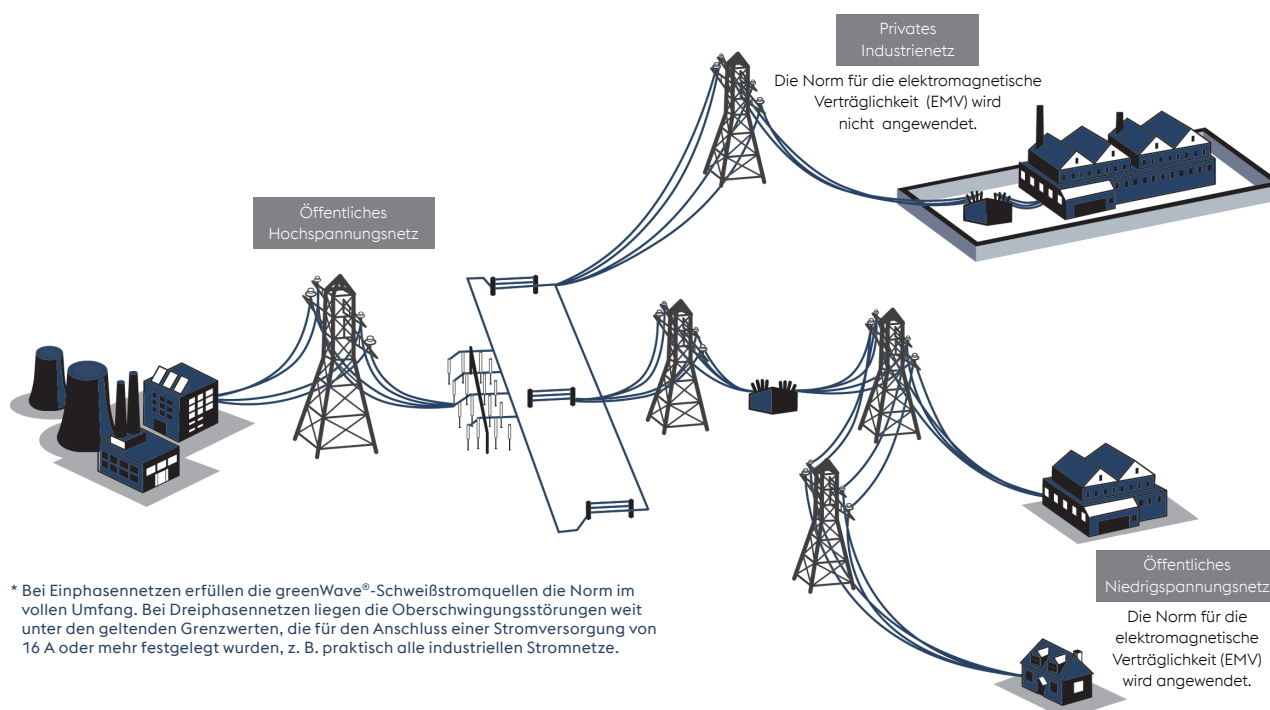 Privates
Industrienetz
Die Norm für die elektromagnetische
Verträglichkeit (EMV) wird
nicht angewendet.
Öffentliches
Hochspannungsnetz
* Bei Einphasennetzen erfüllen die greenWave®-Schweißstromquellen die Norm im
vollen Umfang. Bei Dreiphasennetzen liegen die Oberschwingungsstörungen weit
unter den geltenden Grenzwerten, die für den Anschluss einer Stromversorgung von
16 A oder mehr festgelegt wurden, z. B. praktisch alle industriellen Stromnetze.
Öffentliches
Niedrigspannungsnetz
Die Norm für die
elektromagnetische
Verträglichkeit (EMV)
wird angewendet.